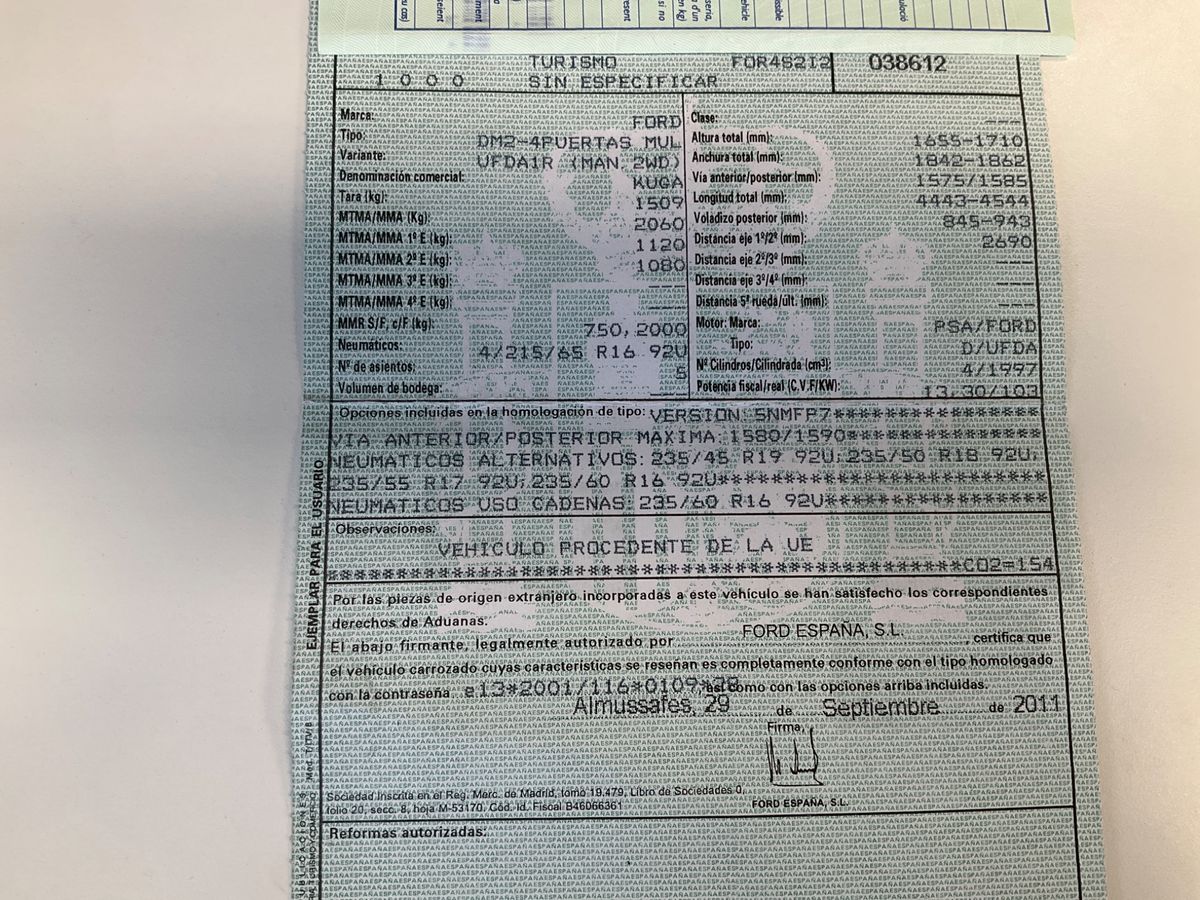 TURISMO FOR45212 038612
1 0 0 0 SIN ESPECIFICAR
Marca: FORD
Tipo: DM2-4PUERTAS MUL
Variante: UFDA1R (MAN 2WD)
Denominación comercial: KUGA
Tara (kg): 1509
MTMA/MMA (Kg): 2060
MTMA/MMA 1º E (kg): 1120
MTMA/MMA 2º E (kg): 1080
MTMA/MMA 3º E (kg): ---
MTMA/MMA 4º E (kg): ---
MMR S/F, c/F (kg): 750,2000
Neumáticos: 4/215/65 R16 92U
Nº de asientos: 5
Volumen de bodega: ---
Clase: ---
Altura total (mm): 1655-1710
Anchura total (mm): 1842-1862
Vía anterior/posterior (mm): 1575/1585
Longitud total (mm): 4443-4544
Voladizo posterior (mm): 845-943
Distancia eje 1º/2º (mm): 2690
Distancia eje 2º/3º (mm): ---
Distancia eje 3º/4º (mm): ---
Distancia 5ª rueda/últ. (mm): ---
Motor: Marca: PSA/FORD
Tipo: D/UFDA
Nº Cilindros/Cilindrada (cm³): 4/1997
Potencia fiscal/real (C.V.F/KW): 13,30/103
Opciones incluidas en la homologación de tipo: VERSION 5NMFP7******************
VIA ANTERIOR/POSTERIOR MAXIMA:1580/1590*****************
NEUMATICOS ALTERNATIVOS:235/45 R19 92U;235/50 R18 92U;
235/55 R17 92U;235/60 R16 92U****************************
NEUMATICOS USO CADENAS:235/60 R16 92U*******************
Observaciones:
VEHICULO PROCEDENTE DE LA UE
****************************************************CO2=154
Por las piezas de origen extranjero incorporadas a este vehículo se han satisfecho los correspondientes
derechos de Aduanas.
El abajo firmante, legalmente autorizado por FORD ESPAÑA, S.L. certifica que
el vehículo carrozado cuyas características se reseñan es completamente conforme con el tipo homologado
con la contraseña e13*2001/116*0109*28 así como con las opciones arriba incluidas.
Almussafes, 29 de Septiembre de 2011
Firma,
Sociedad Inscrita en el Reg. Merc. de Madrid, tomo 19.479, Libro de Sociedades 0,
folio 20, secc. 8, hoja M-53170. Cód. Id. Fiscal B46066361
FORD ESPAÑA, S.L.
Reformas autorizadas.
EJEMPLAR PARA EL USUARIO